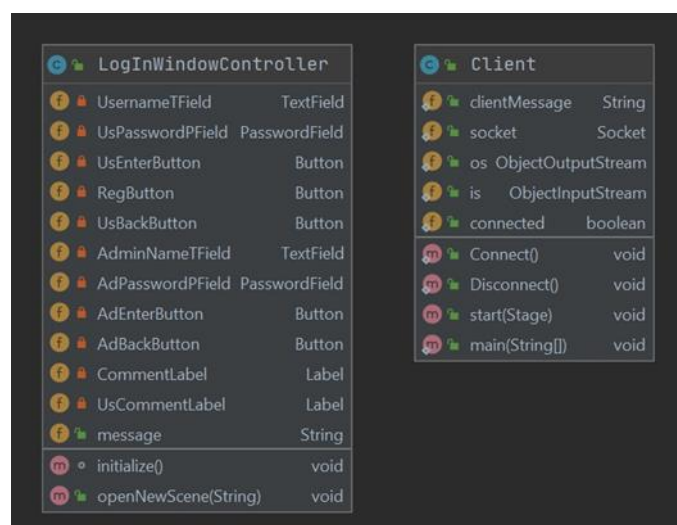 LogInWindowController
UsernameTField TextField
UsPasswordPField PasswordField
UsEnterButton Button
RegButton Button
UsBackButton Button
AdminNameTField TextField
AdPasswordPField PasswordField
AdEnterButton Button
AdBackButton Button
CommentLabel Label
UsCommentLabel Label
message String
initialize() void
openNewScene(String) void
Client
clientMessage String
socket Socket
os ObjectOutputStream
is ObjectInputStream
connected boolean
Connect() void
Disconnect() void
start(Stage) void
main(String[]) void